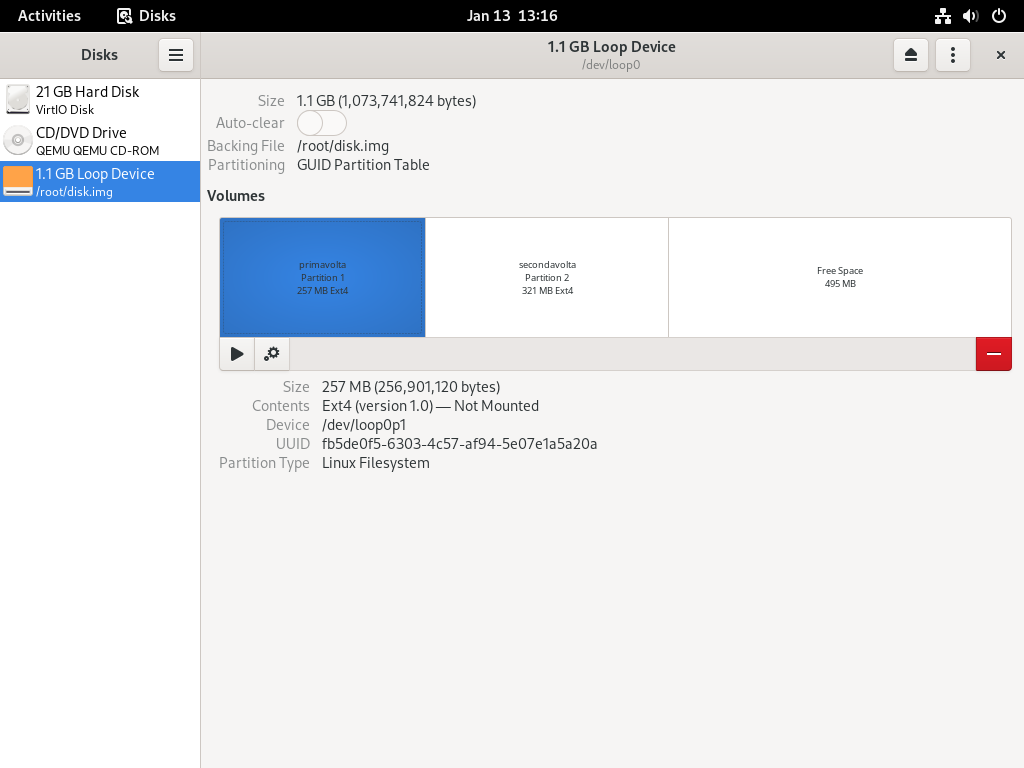 Activities
Disks
Jan 13 13:16
Disks
1.1 GB Loop Device
/dev/loop0
21 GB Hard Disk
VirtIO Disk
CD/DVD Drive
QEMU QEMU CD-ROM
1.1 GB Loop Device
/root/disk.img
Size 1.1 GB (1,073,741,824 bytes)
Auto-clear
Backing File /root/disk.img
Partitioning GUID Partition Table
Volumes
primavolta
Partition 1
257 MB Ext4
secondavolta
Partition 2
321 MB Ext4
Free Space
495 MB
Size 257 MB (256,901,120 bytes)
Contents Ext4 (version 1.0) — Not Mounted
Device /dev/loop0p1
UUID fb5de0f5-6303-4c57-af94-5e07e1a5a20a
Partition Type Linux Filesystem